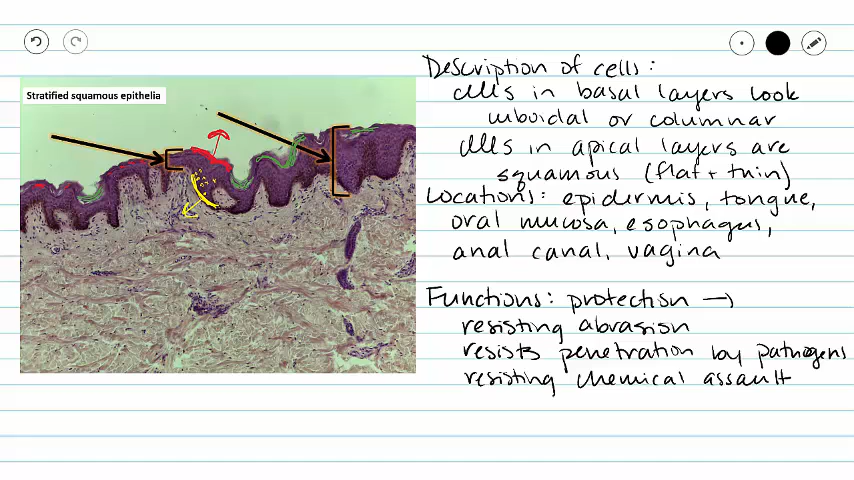 Stratified squamous epithelia
Description of cells:
cells in basal layers look
cuboidal or columnar
cells in apical layers are
squamous (flat + thin)
Locations: epidermis, tongue,
oral mucosa, esophagus,
anal canal, vagina
Functions: protection →
resisting abrasion
resists penetration by pathogens
resisting chemical assault